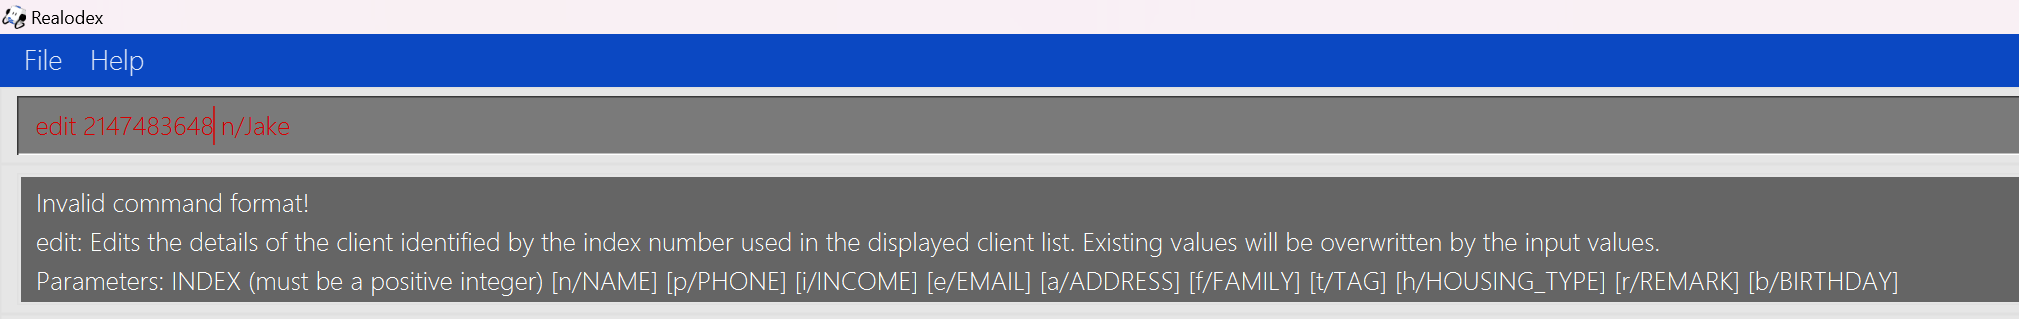 Realodex
File Help
edit 2147483648 n/Jake
Invalid command format!
edit: Edits the details of the client identified by the index number used in the displayed client list. Existing values will be overwritten by the input values.
Parameters: INDEX (must be a positive integer) [n/NAME] [p/PHONE] [i/INCOME] [e/EMAIL] [a/ADDRESS] [f/FAMILY] [t/TAG] [h/HOUSING_TYPE] [r/REMARK] [b/BIRTHDAY]